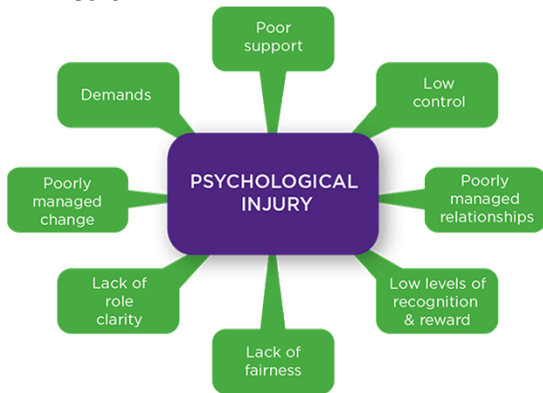 Poor
support
Demands
Low
control
PSYCHOLOGICAL
INJURY
Poorly
managed
change
Poorly
managed
relationships
Lack of
role
clarity
Low levels of
recognition
& reward
Lack of
fairness